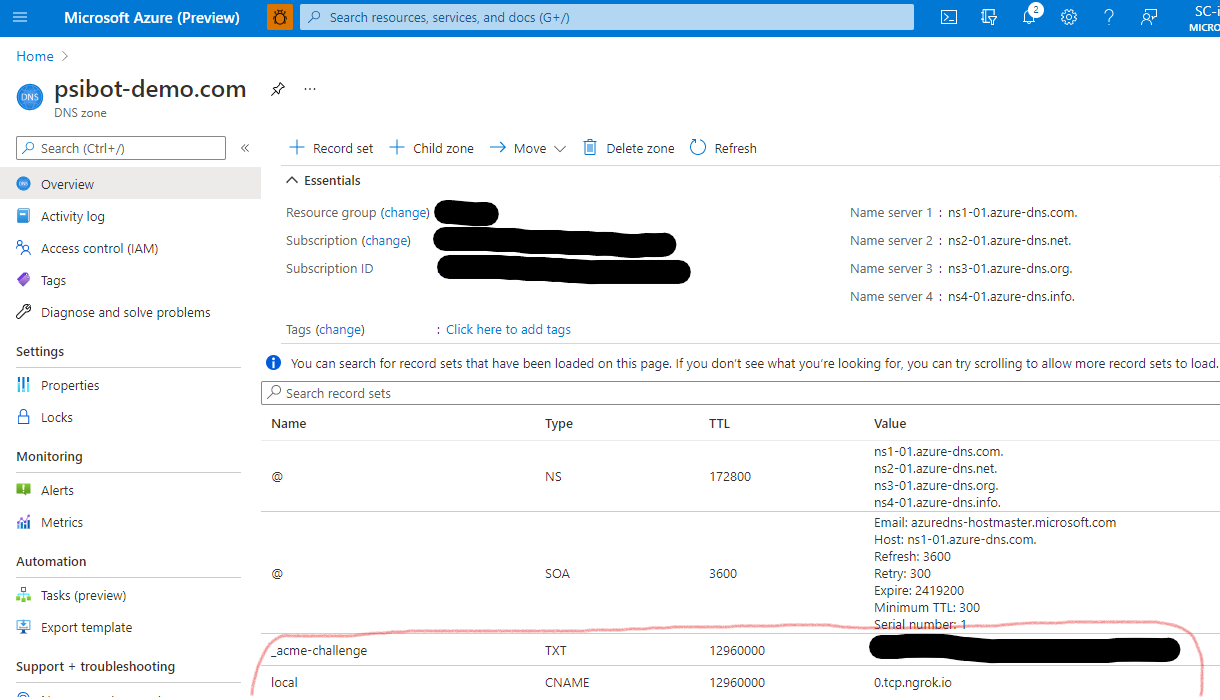 Microsoft Azure (Preview)
Search resources, services, and docs (G+/)
2
SC-i
MICRO
Home
DNS
psibot-demo.com
DNS zone
Search (Ctrl+/)
Overview
Activity log
Access control (IAM)
Tags
Diagnose and solve problems
Settings
Properties
Locks
Monitoring
Alerts
Metrics
Automation
Tasks (preview)
Export template
Support + troubleshooting
Record set
Child zone
Move
Delete zone
Refresh
Essentials
Resource group (change)
Subscription (change)
Subscription ID
Name server 1 : ns1-01.azure-dns.com.
Name server 2 : ns2-01.azure-dns.net.
Name server 3 : ns3-01.azure-dns.org.
Name server 4 : ns4-01.azure-dns.info.
Tags (change) : Click here to add tags
You can search for record sets that have been loaded on this page. If you don't see what you're looking for, you can try scrolling to allow more record sets to load.
Search record sets
Name Type TTL Value
@ NS 172800
ns1-01.azure-dns.com.
ns2-01.azure-dns.net.
ns3-01.azure-dns.org.
ns4-01.azure-dns.info.
@ SOA 3600
Email: azuredns-hostmaster.microsoft.com
Host: ns1-01.azure-dns.com.
Refresh: 3600
Retry: 300
Expire: 2419200
Minimum TTL: 300
Serial number: 1
_acme-challenge TXT 12960000
local CNAME 12960000 0.tcp.ngrok.io